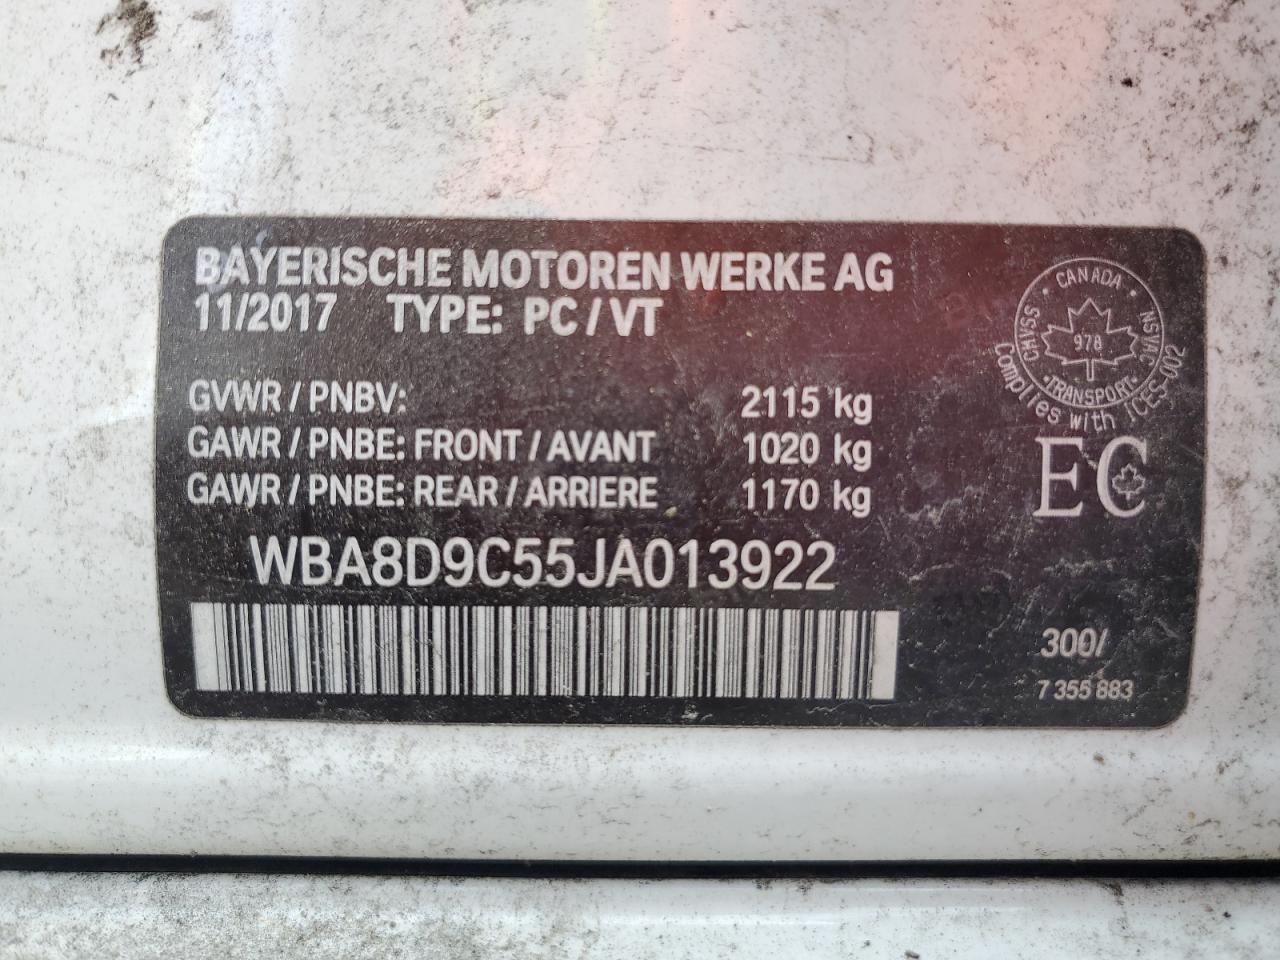 BAYERISCHE MOTOREN WERKE AG
11/2017 TYPE: PC / VT
GVWR / PNBV: 2115 kg
GAWR / PNBE: FRONT / AVANT 1020 kg
GAWR / PNBE: REAR / ARRIERE 1170 kg
WBA8D9C55JA013922
CMVSS • CANADA • NSVAC
978
•TRANSPORT•
Complies with ICES-002
EC
300/
7 355 883